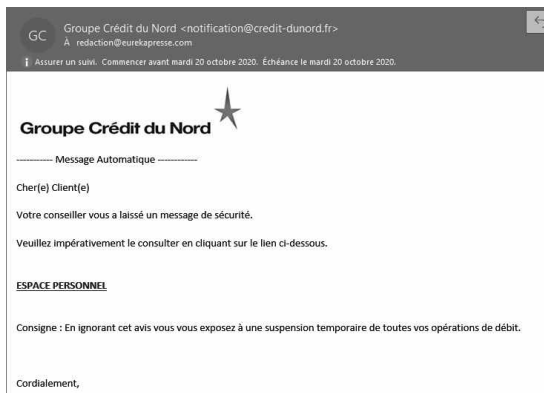 GC
Groupe Crédit du Nord <notification@credit-dunord.fr>
À redaction@eurekapresse.com
Assurer un suivi. Commencer avant mardi 20 octobre 2020. Échéance le mardi 20 octobre 2020.
Groupe Crédit du Nord
----------- Message Automatique ------------
Cher(e) Client(e)
Votre conseiller vous a laissé un message de sécurité.
Veuillez impérativement le consulter en cliquant sur le lien ci-dessous.
ESPACE PERSONNEL
Consigne : En ignorant cet avis vous vous exposez à une suspension temporaire de toutes vos opérations de débit.
Cordialement,